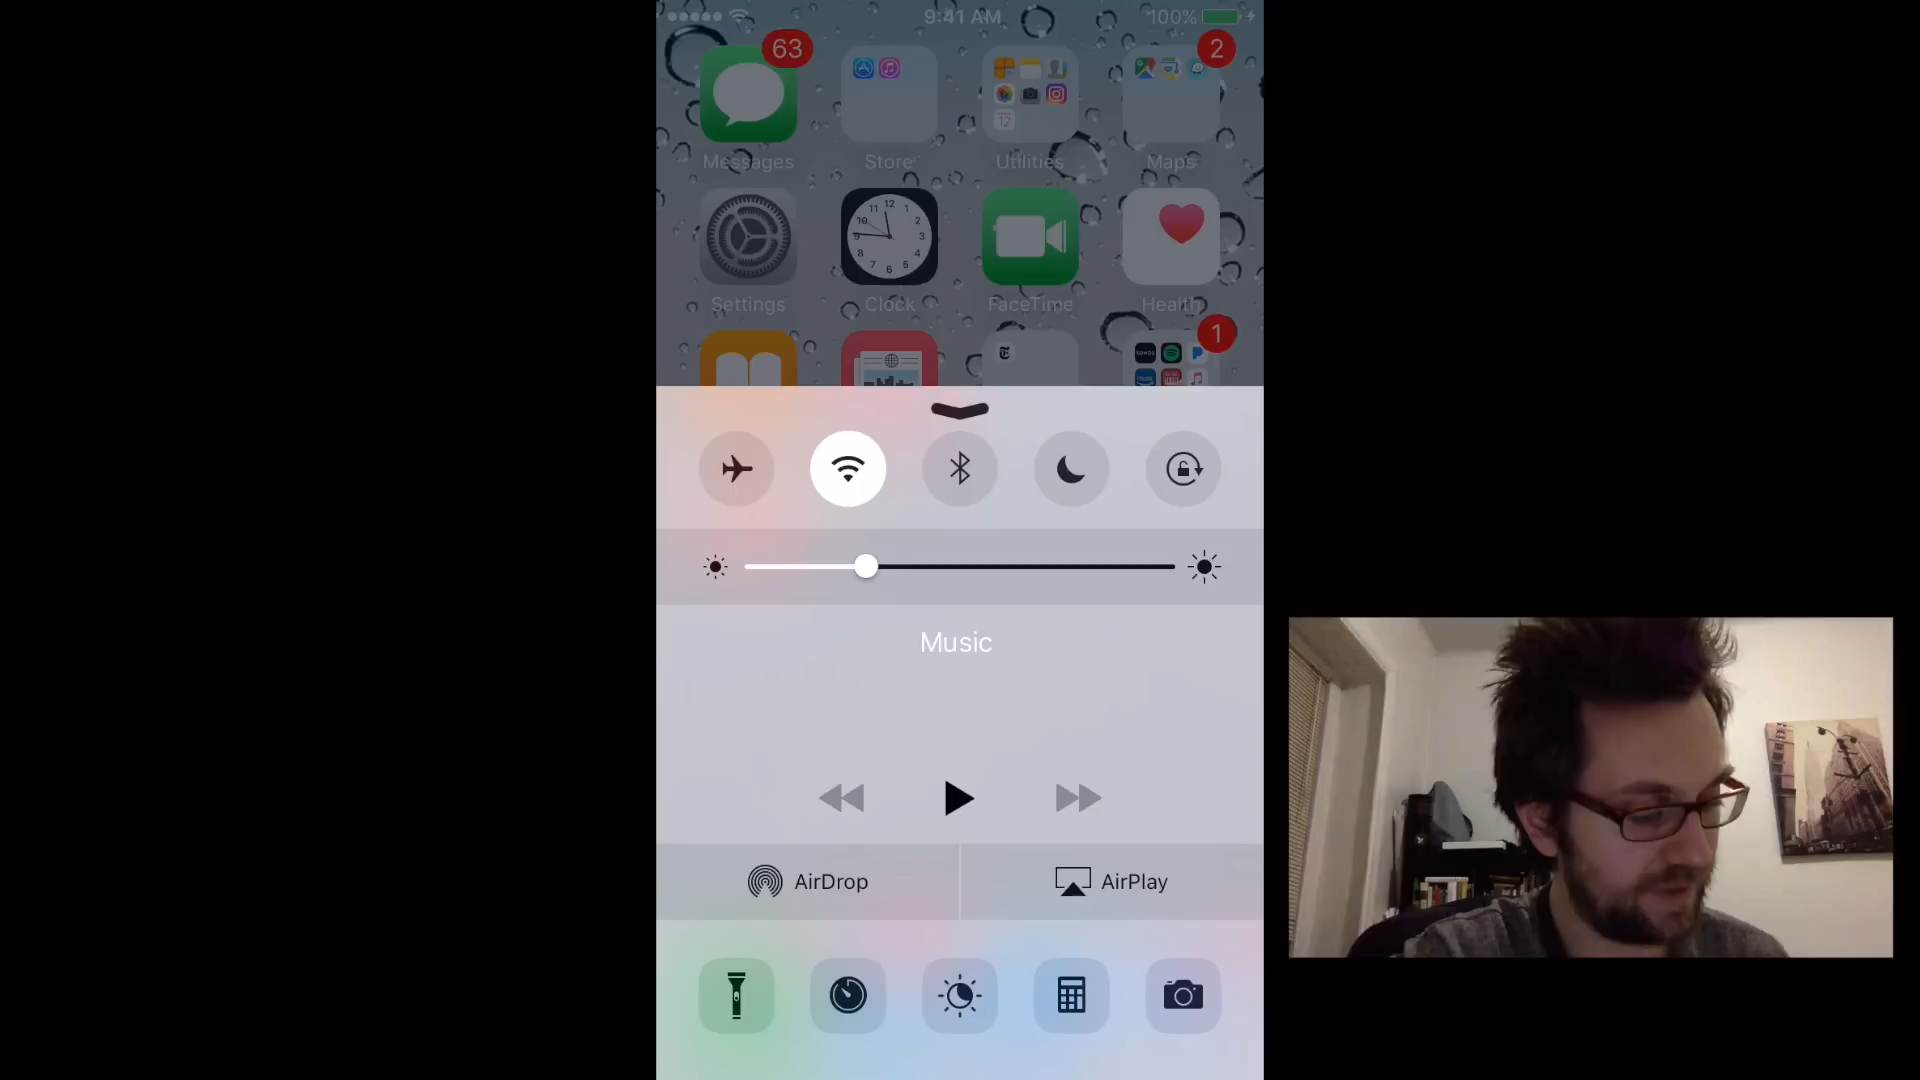 9:41 AM
100%
63
2
Messages
Store
Utilities
Maps
Settings
Clock
FaceTime
Health
1
Music
AirDrop
AirPlay